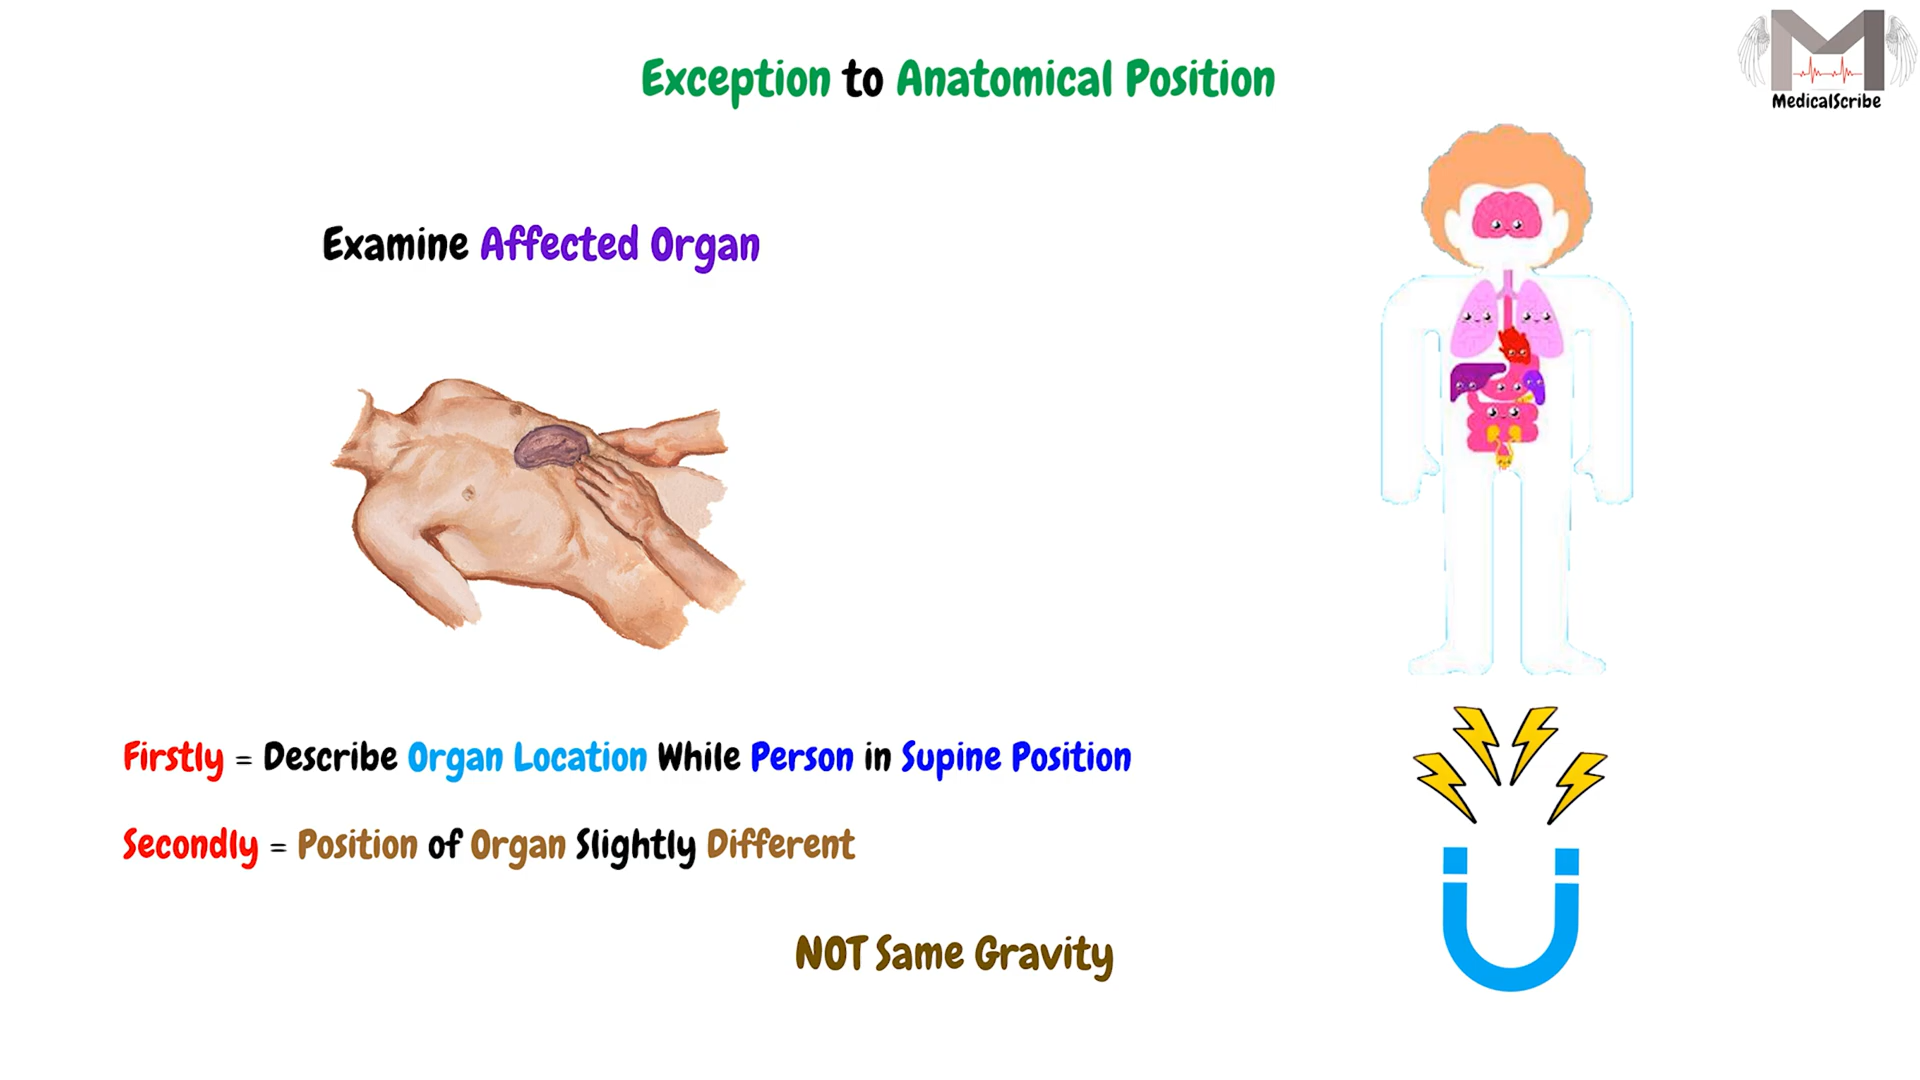 Exception to Anatomical Position
MedicalScribe
Examine Affected Organ
Firstly = Describe Organ Location While Person in Supine Position
Secondly = Position of Organ Slightly Different
NOT Same Gravity